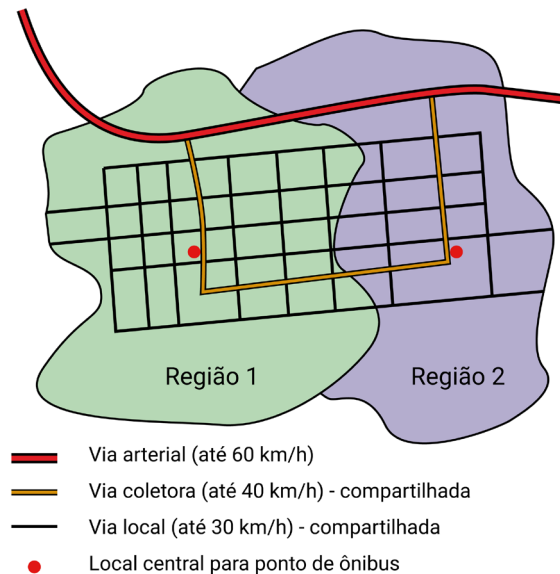 Região 1
Região 2
Via arterial (até 60 km/h)
Via coletora (até 40 km/h) - compartilhada
Via local (até 30 km/h) - compartilhada
Local central para ponto de ônibus